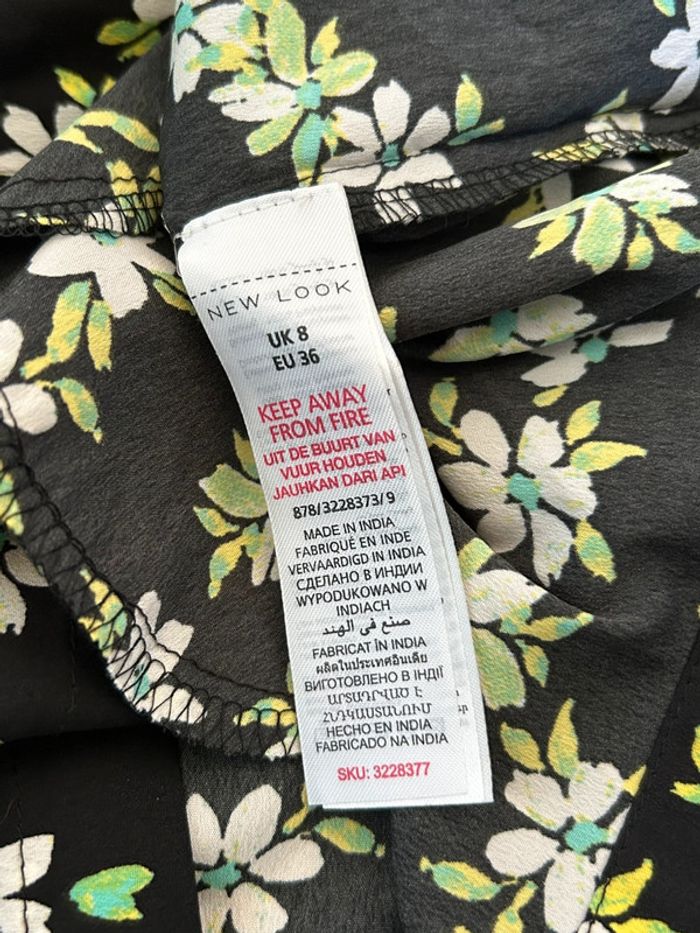 NEW LOOK
UK 8
EU 36
KEEP AWAY
FROM FIRE
UIT DE BUURT VAN
VUUR HOUDEN
JAUHKAN DARI API
878/3228373/9
MADE IN INDIA
FABRIQUÉ EN INDE
VERVAARDIGD IN INDIA
СДЕЛАНО В ИНДИИ
WYPODUKOWANO W
INDIACH
صنع في الهند
FABRICAT ÎN INDIA
ผลิตในประเทศอินเดีย
ВИГОТОВЛЕНО В ІНДІЇ
ԱՐՏԱԴՐՎԱԾ Է
ՀՆԴԿԱՍՏԱՆՈՒՄ
HECHO EN INDIA
FABRICADO NA INDIA
SKU: 3228377